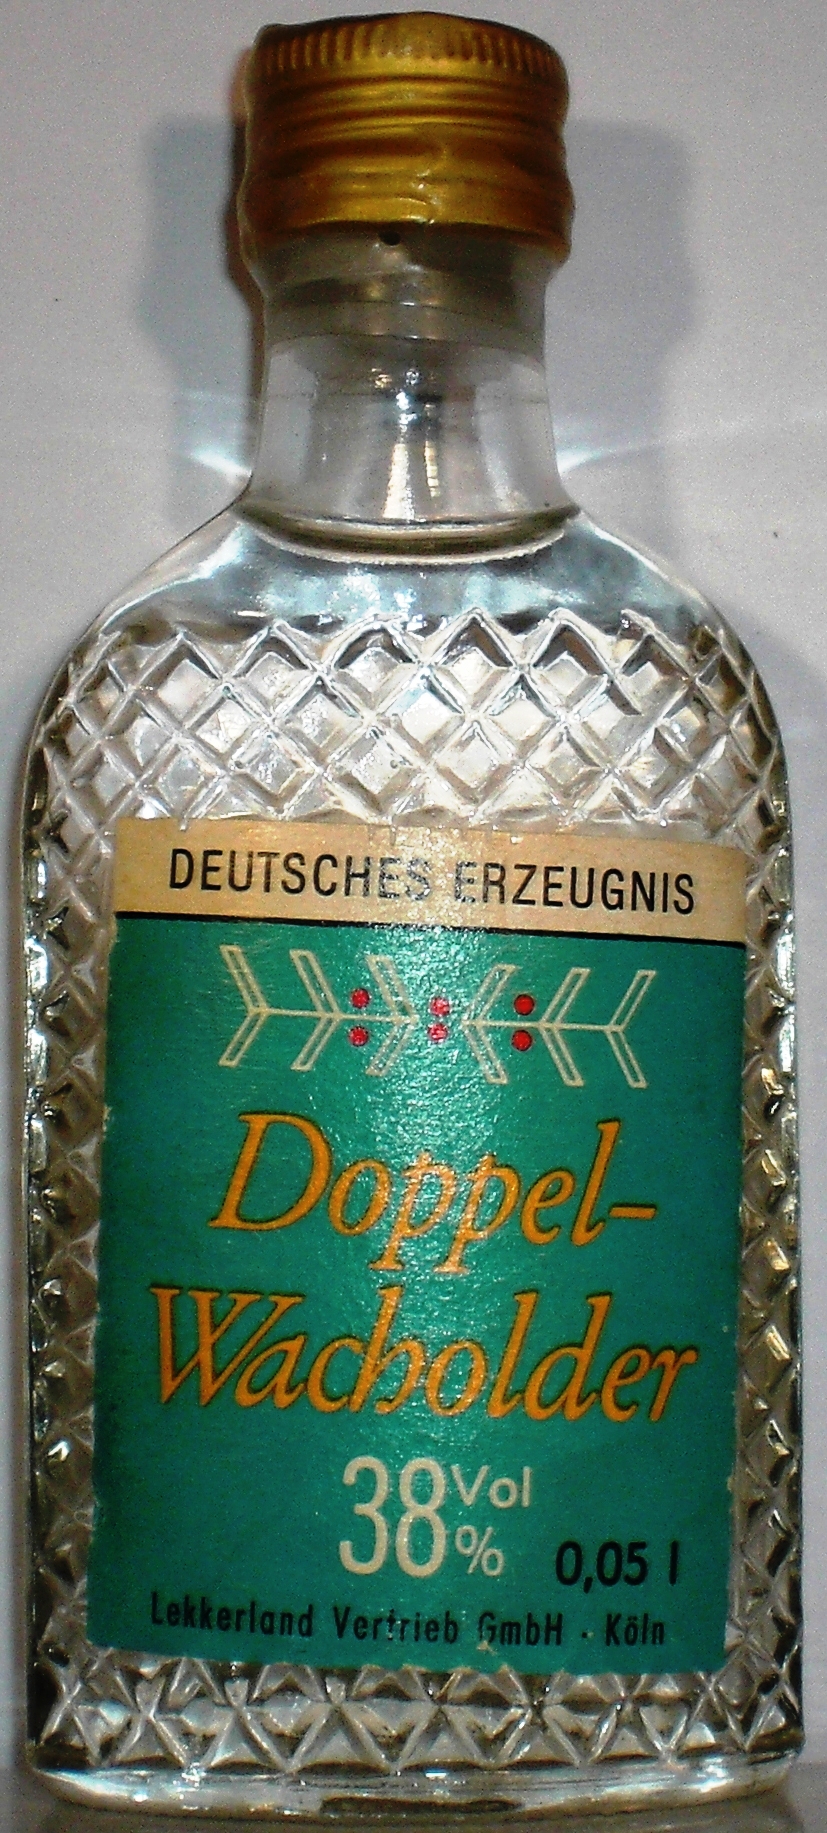 DEUTSCHES ERZEUGNIS
Doppel-
Wacholder
38 Vol
% 0,05 l
Lekkerland Vertrieb GmbH · Köln